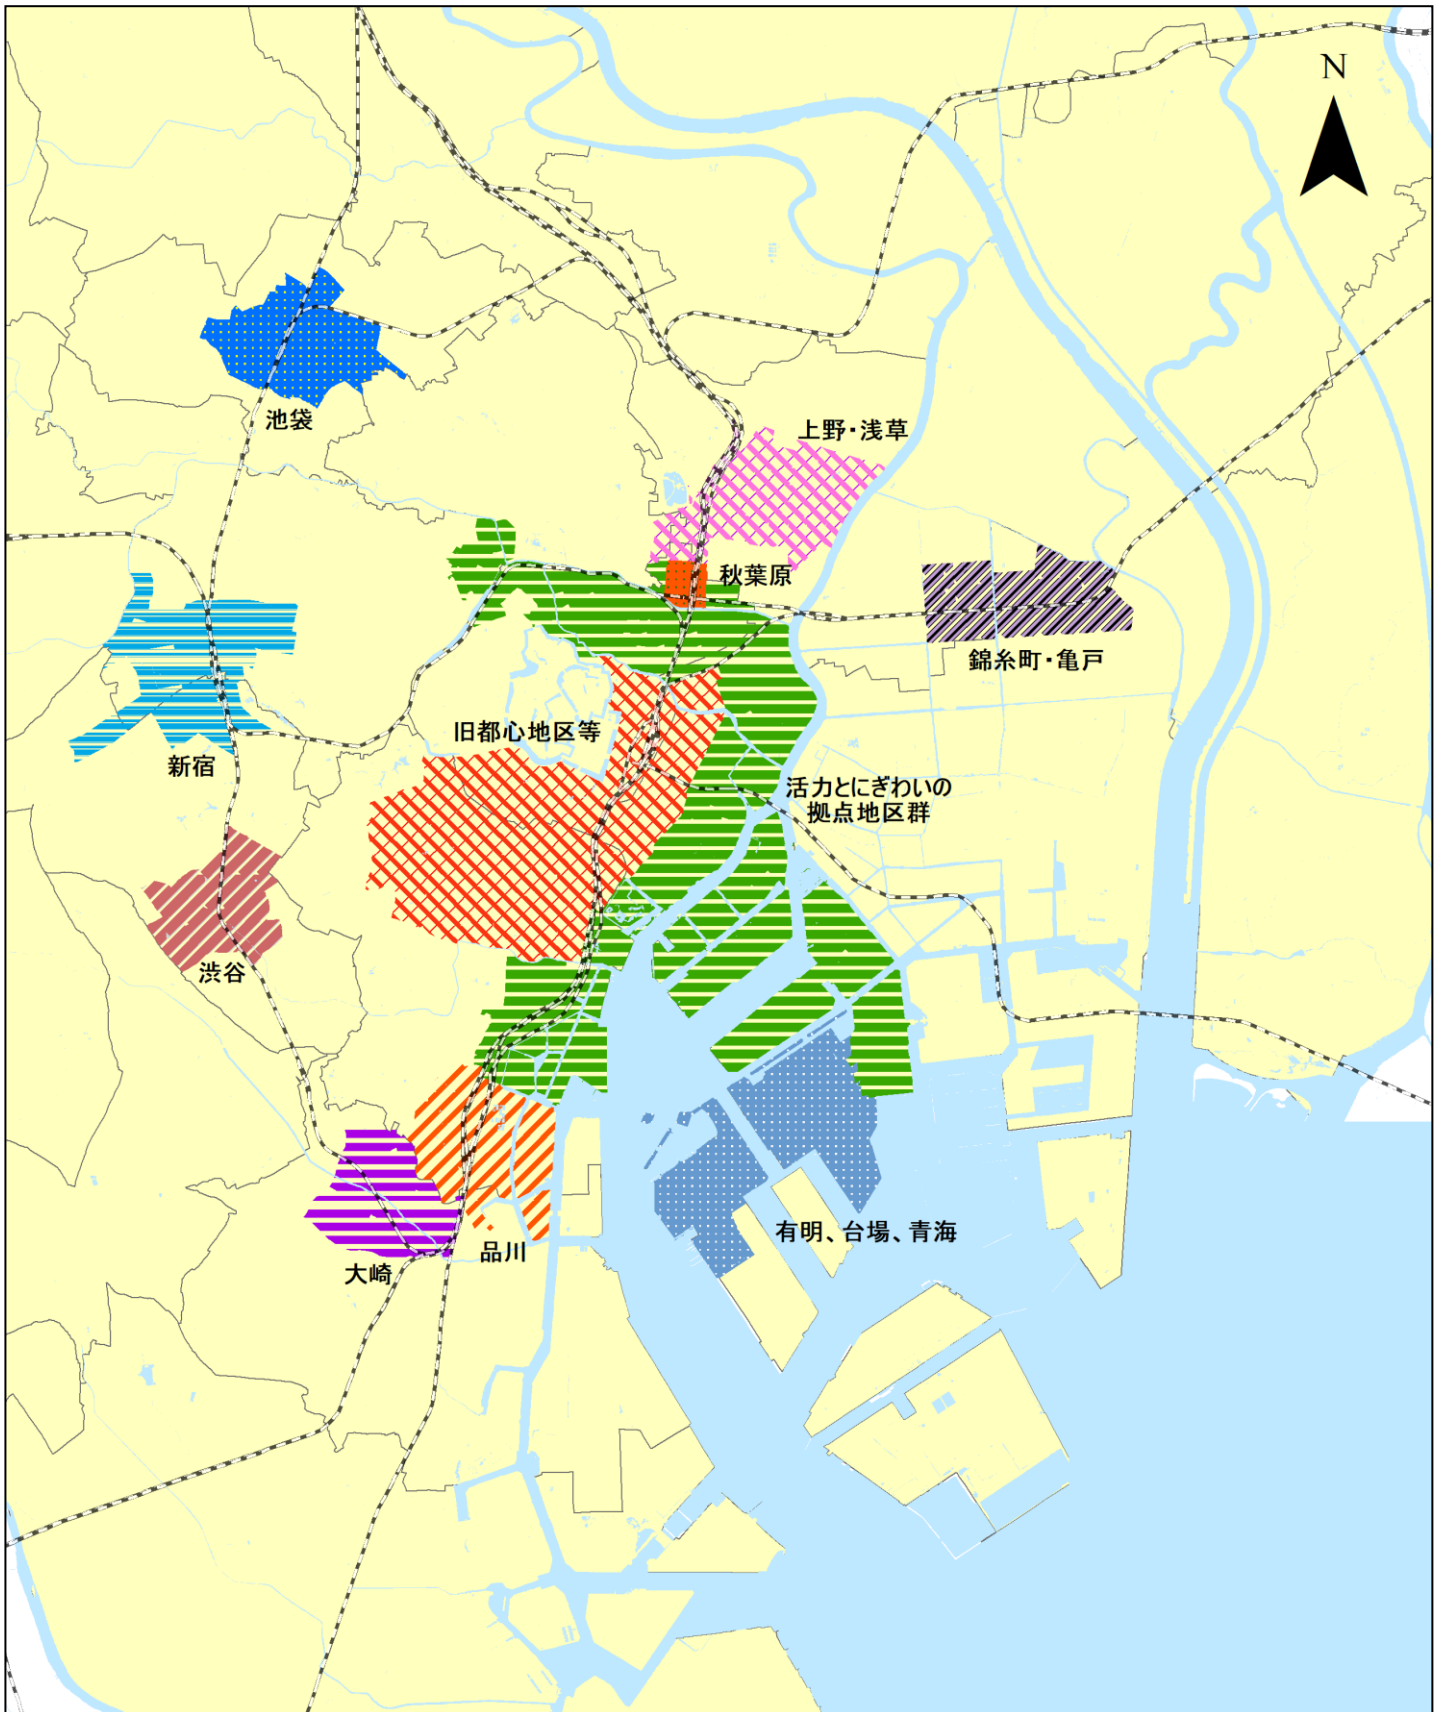 N
池袋
上野・浅草
秋葉原
錦糸町・亀戸
旧都心地区等
新宿
活力とにぎわいの
拠点地区群
渋谷
有明、台場、青海
品川
大崎